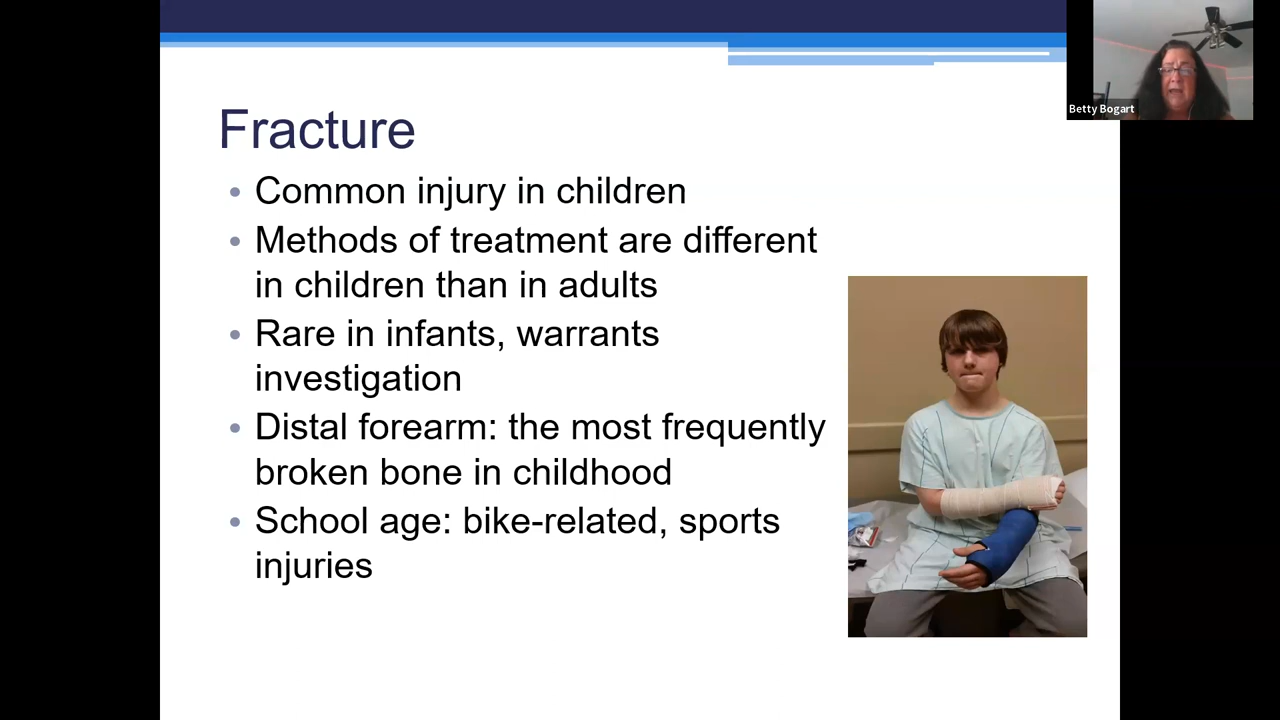 Betty Bogart
Fracture
• Common injury in children
• Methods of treatment are different
in children than in adults
• Rare in infants, warrants
investigation
• Distal forearm: the most frequently
broken bone in childhood
• School age: bike-related, sports
injuries